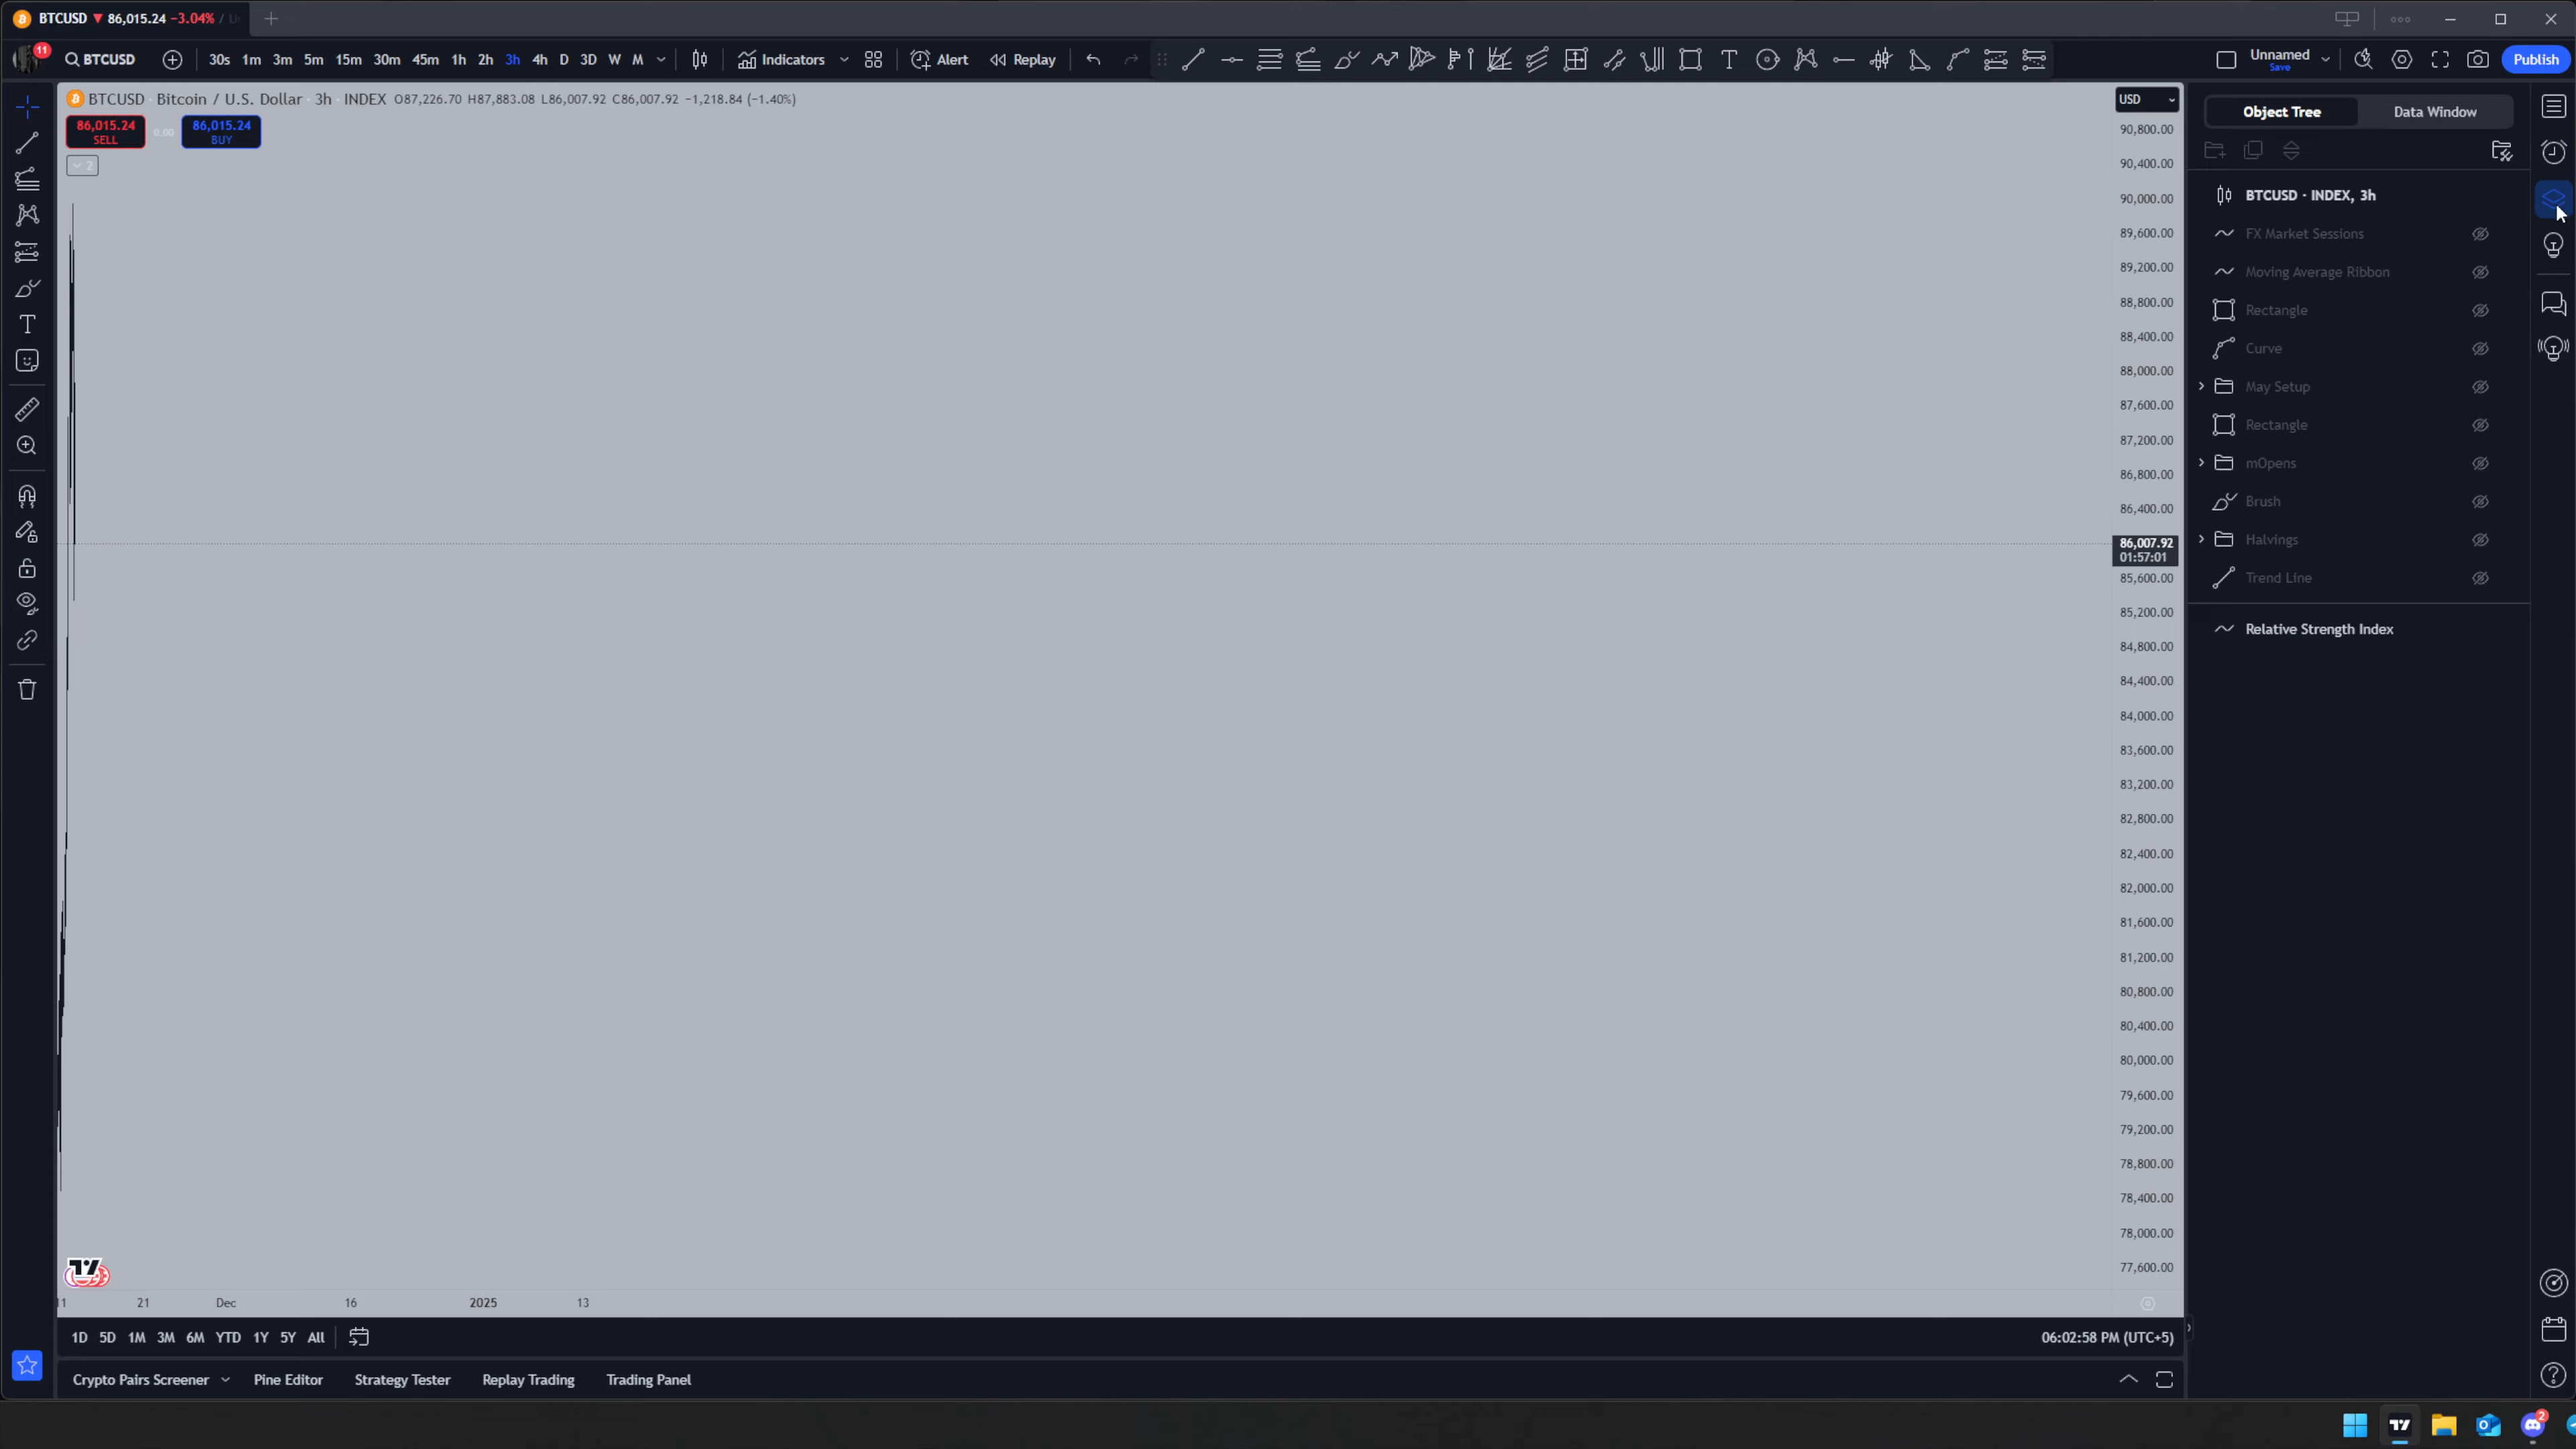 BTCUSD ▼ 86,015.24 −3.04% /
11
BTCUSD 30s 1m 3m 5m 15m 30m 45m 1h 2h 3h 4h D 3D W M Indicators Alert Replay Unnamed Save Publish
BTCUSD · Bitcoin / U.S. Dollar · 3h · INDEX O87,226.70 H87,883.08 L86,007.92 C86,007.92 −1,218.84 (−1.40%)
USD
86,015.24
SELL
0.00
86,015.24
BUY
2
90,800.00
90,400.00
90,000.00
89,600.00
89,200.00
88,800.00
88,400.00
88,000.00
87,600.00
87,200.00
86,800.00
86,400.00
86,007.92
01:57:01
85,600.00
85,200.00
84,800.00
84,400.00
84,000.00
83,600.00
83,200.00
82,800.00
82,400.00
82,000.00
81,600.00
81,200.00
80,800.00
80,400.00
80,000.00
79,600.00
79,200.00
78,800.00
78,400.00
78,000.00
77,600.00
11 21 Dec 16 2025 13
1D 5D 1M 3M 6M YTD 1Y 5Y All
06:02:58 PM (UTC+5)
Crypto Pairs Screener Pine Editor Strategy Tester Replay Trading Trading Panel
Object Tree Data Window
BTCUSD · INDEX, 3h
FX Market Sessions
Moving Average Ribbon
Rectangle
Curve
May Setup
Rectangle
mOpens
Brush
Halvings
Trend Line
Relative Strength Index
2